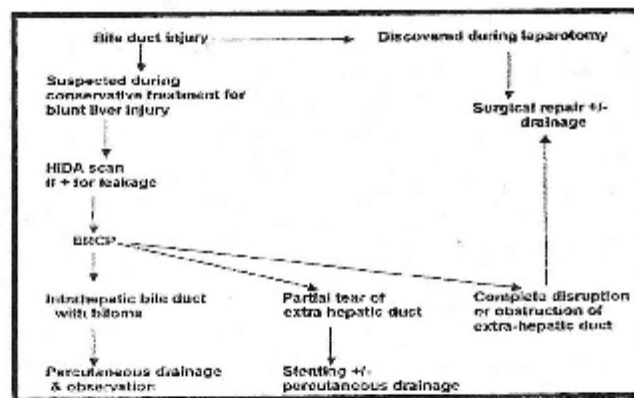 Bile duct injury
Discovered during laparotomy
Suspected during
conservative treatment for
blunt liver injury
Surgical repair +/-
drainage
HIDA scan
If + for leakage
ERCP
Intrahepatic bile duct
with biloma
Partial tear of
extra hepatic duct
Complete disruption
or obstruction of
extra-hepatic duct
Percutaneous drainage
& observation
Stenting +/-
percutaneous drainage